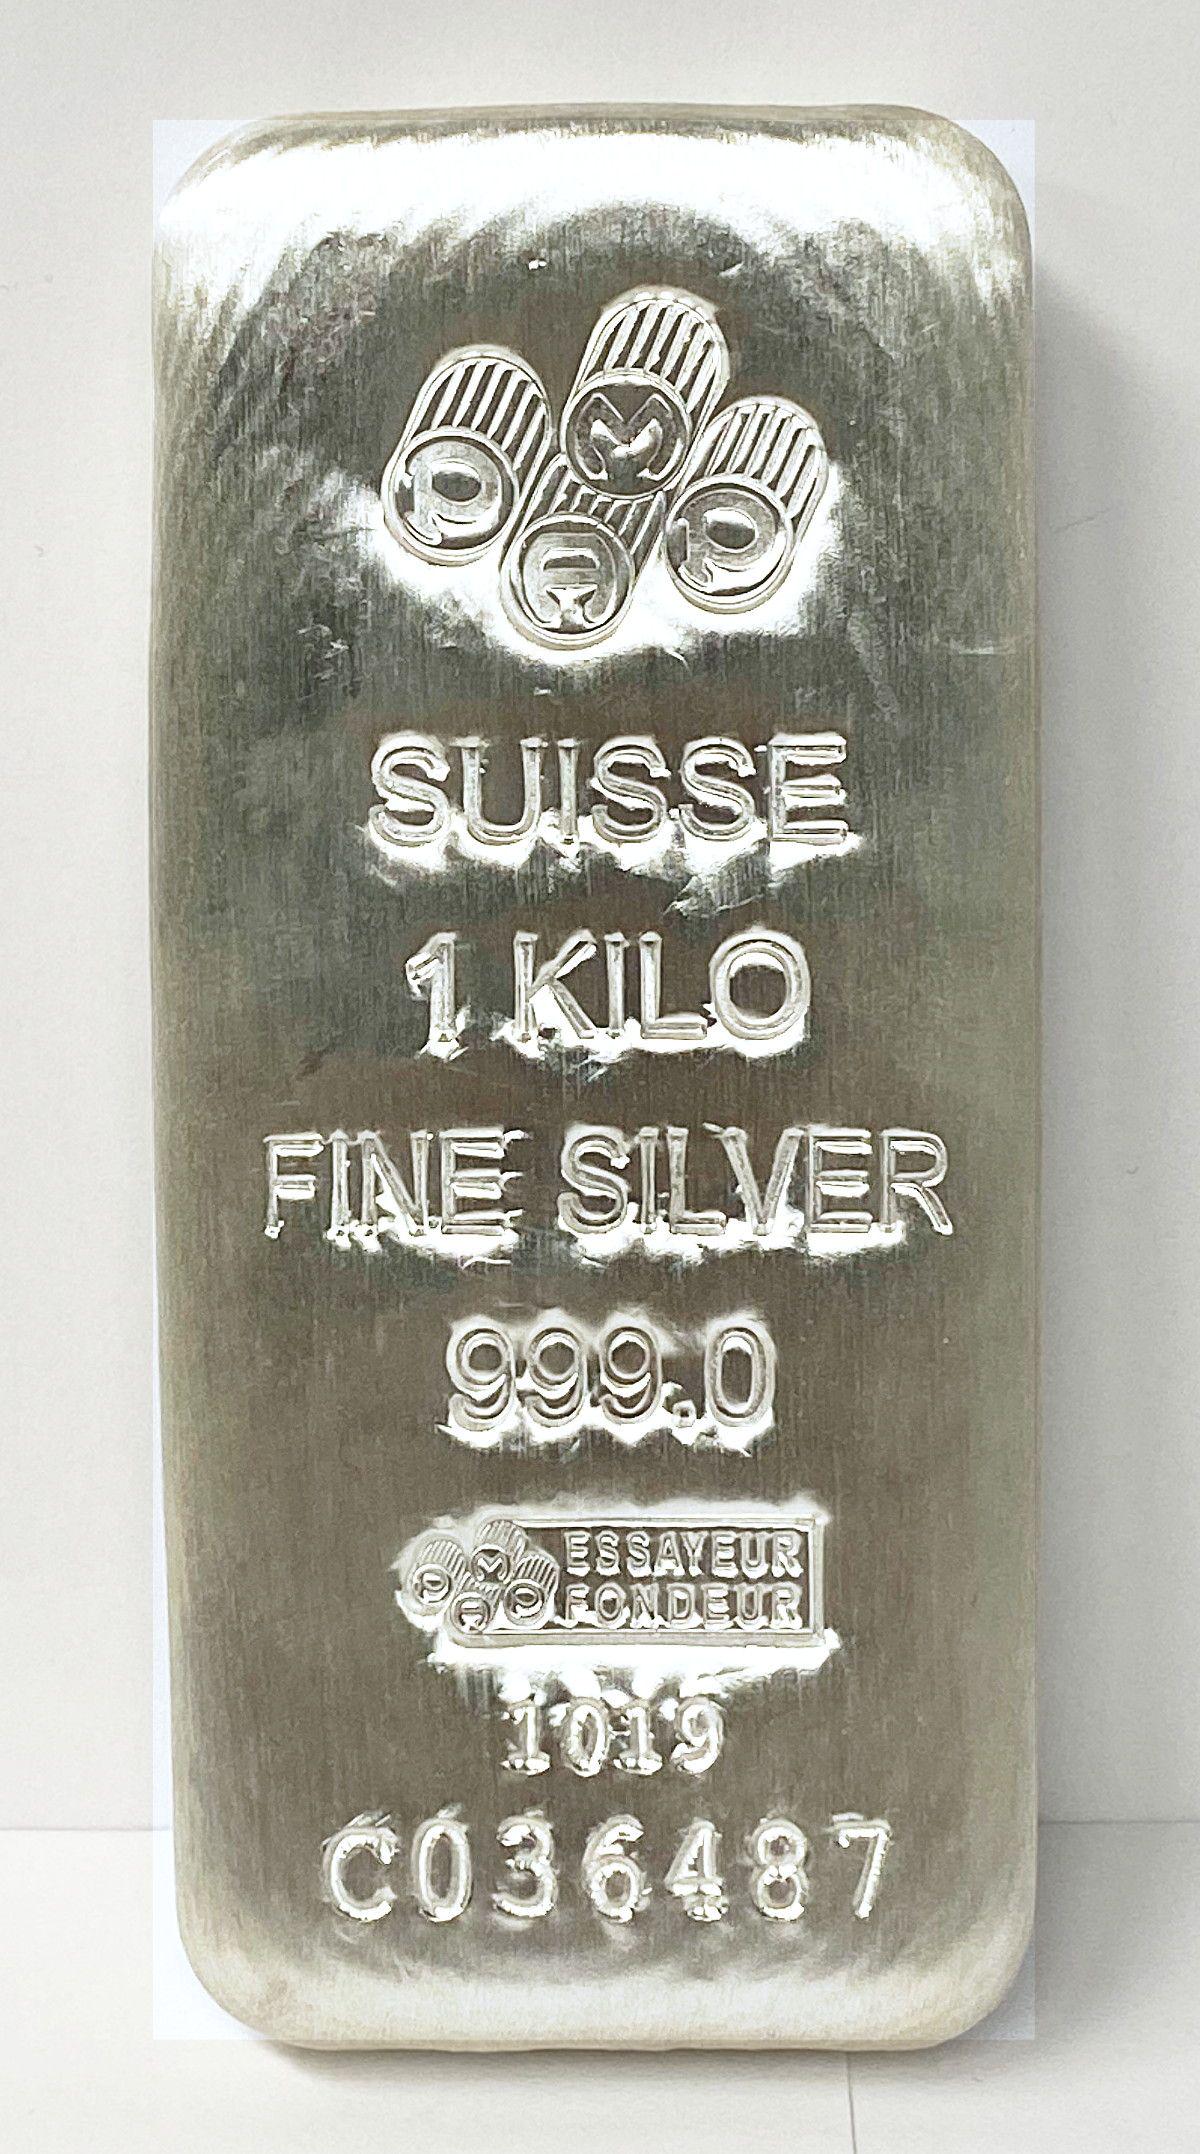 PAMP
SUISSE
1 KILO
FINE SILVER
999.0
PAMP ESSAYEUR
FONDEUR
1019
C036487